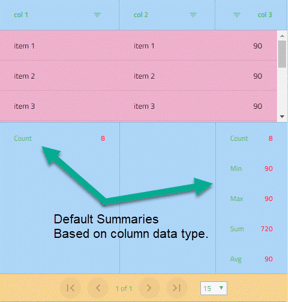 col 1 col 2 col 3
item 1 item 1 90
item 2 item 2 90
item 3 item 3 90
Count 8 Count 8
Min 90
Max 90
Sum 720
Avg 90
Default Summaries
Based on column data type.
1 of 1 15